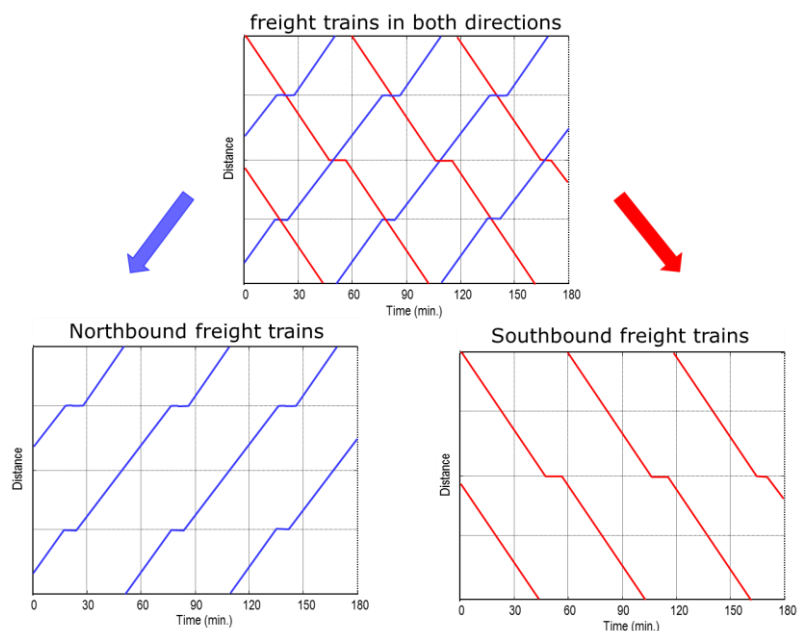 freight trains in both directions
Distance
0 30 60 90 120 150 180
Time (min.)
Northbound freight trains
Distance
0 30 60 90 120 150 180
Time (min.)
Southbound freight trains
Distance
0 30 60 90 120 150 180
Time (min.)